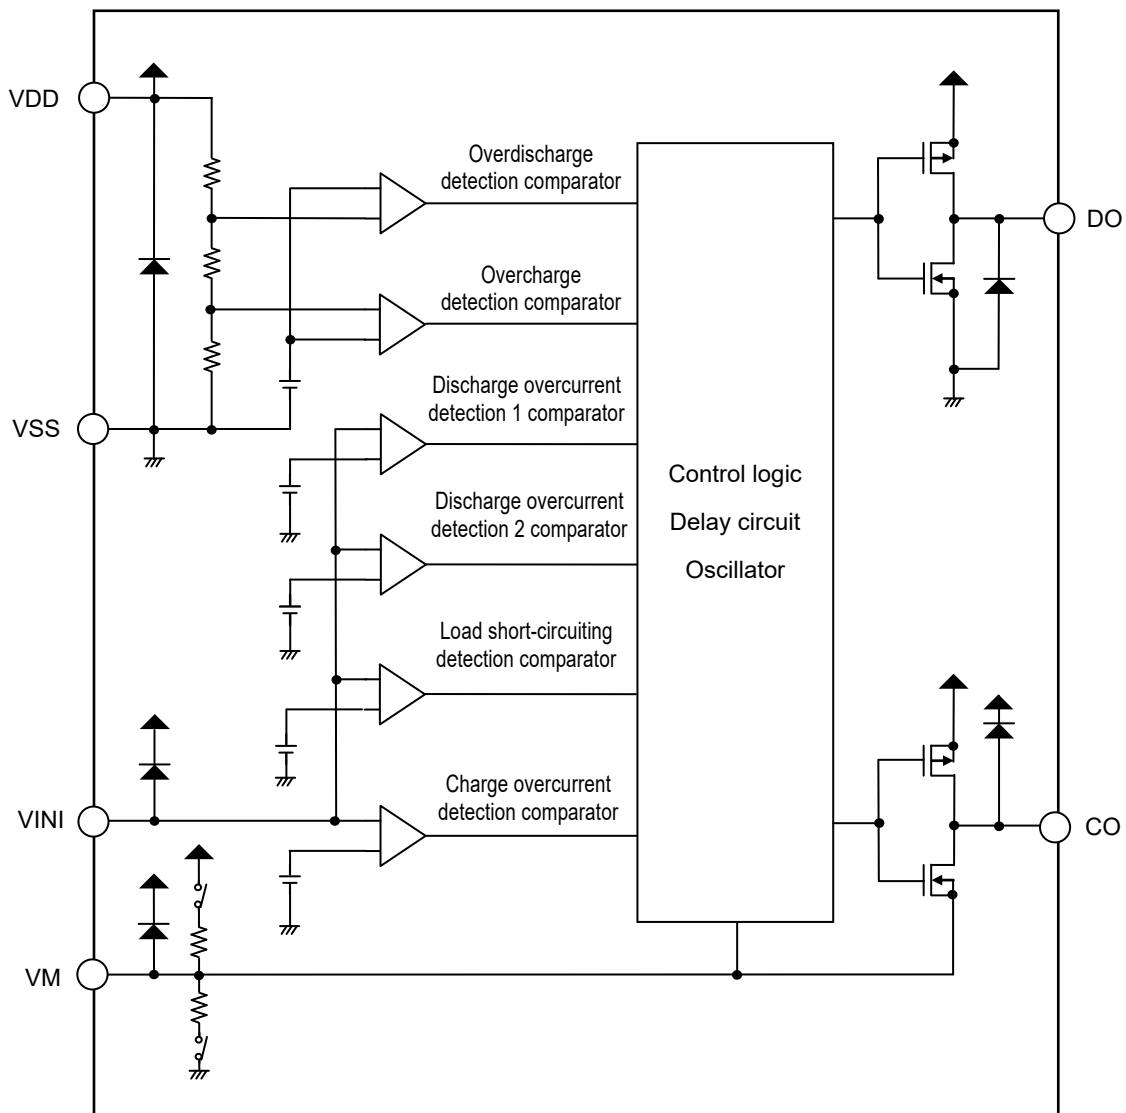 VDD
Overdischarge
detection comparator
DO
Overcharge
detection comparator
Discharge overcurrent
detection 1 comparator
VSS
Control logic
Delay circuit
Oscillator
Discharge overcurrent
detection 2 comparator
Load short-circuiting
detection comparator
Charge overcurrent
detection comparator
VINI
CO
VM